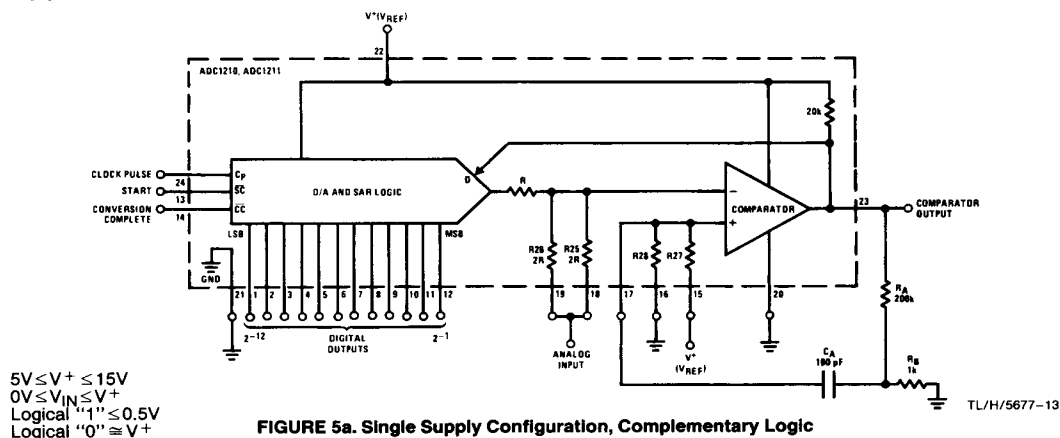 V+(VREF)
22
ADC1210, ADC1211
20k
CLOCK PULSE
24
CP
START
13
SC
CONVERSION COMPLETE
14
CC
D/A AND SAR LOGIC
D
R
COMPARATOR
−
+
23
COMPARATOR OUTPUT
LSB
MSB
GND
R26 2R
R25 2R
R28
R27
21 1 2 3 4 5 6 7 8 9 10 11 12
19 18 17 16 15 20
RA 200k
2−12
DIGITAL OUTPUTS
2−1
ANALOG INPUT
V+ (VREF)
CA 100 pF
RB 1k
5V≤V+ ≤15V
0V≤VIN≤V+
Logical "1"≤0.5V
Logical "0"≅V+
TL/H/5677–13
FIGURE 5a. Single Supply Configuration, Complementary Logic